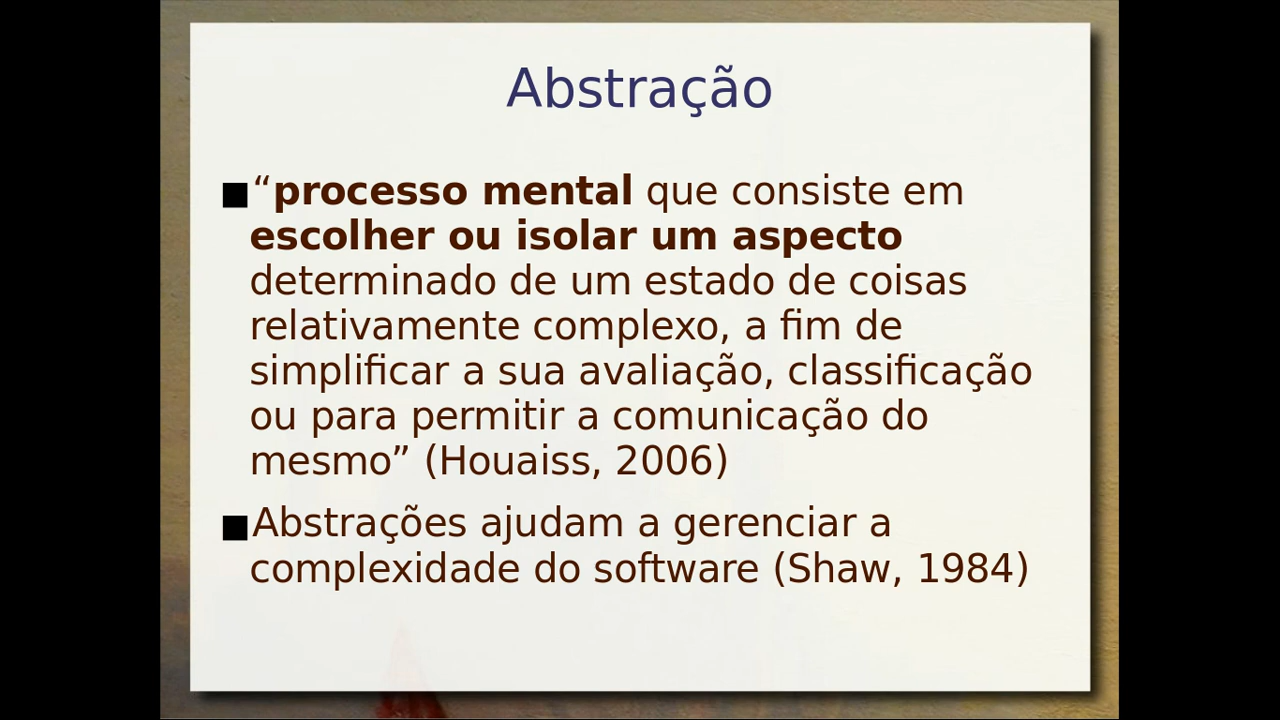 Abstração
■“processo mental que consiste em
escolher ou isolar um aspecto
determinado de um estado de coisas
relativamente complexo, a fim de
simplificar a sua avaliação, classificação
ou para permitir a comunicação do
mesmo” (Houaiss, 2006)
■Abstrações ajudam a gerenciar a
complexidade do software (Shaw, 1984)